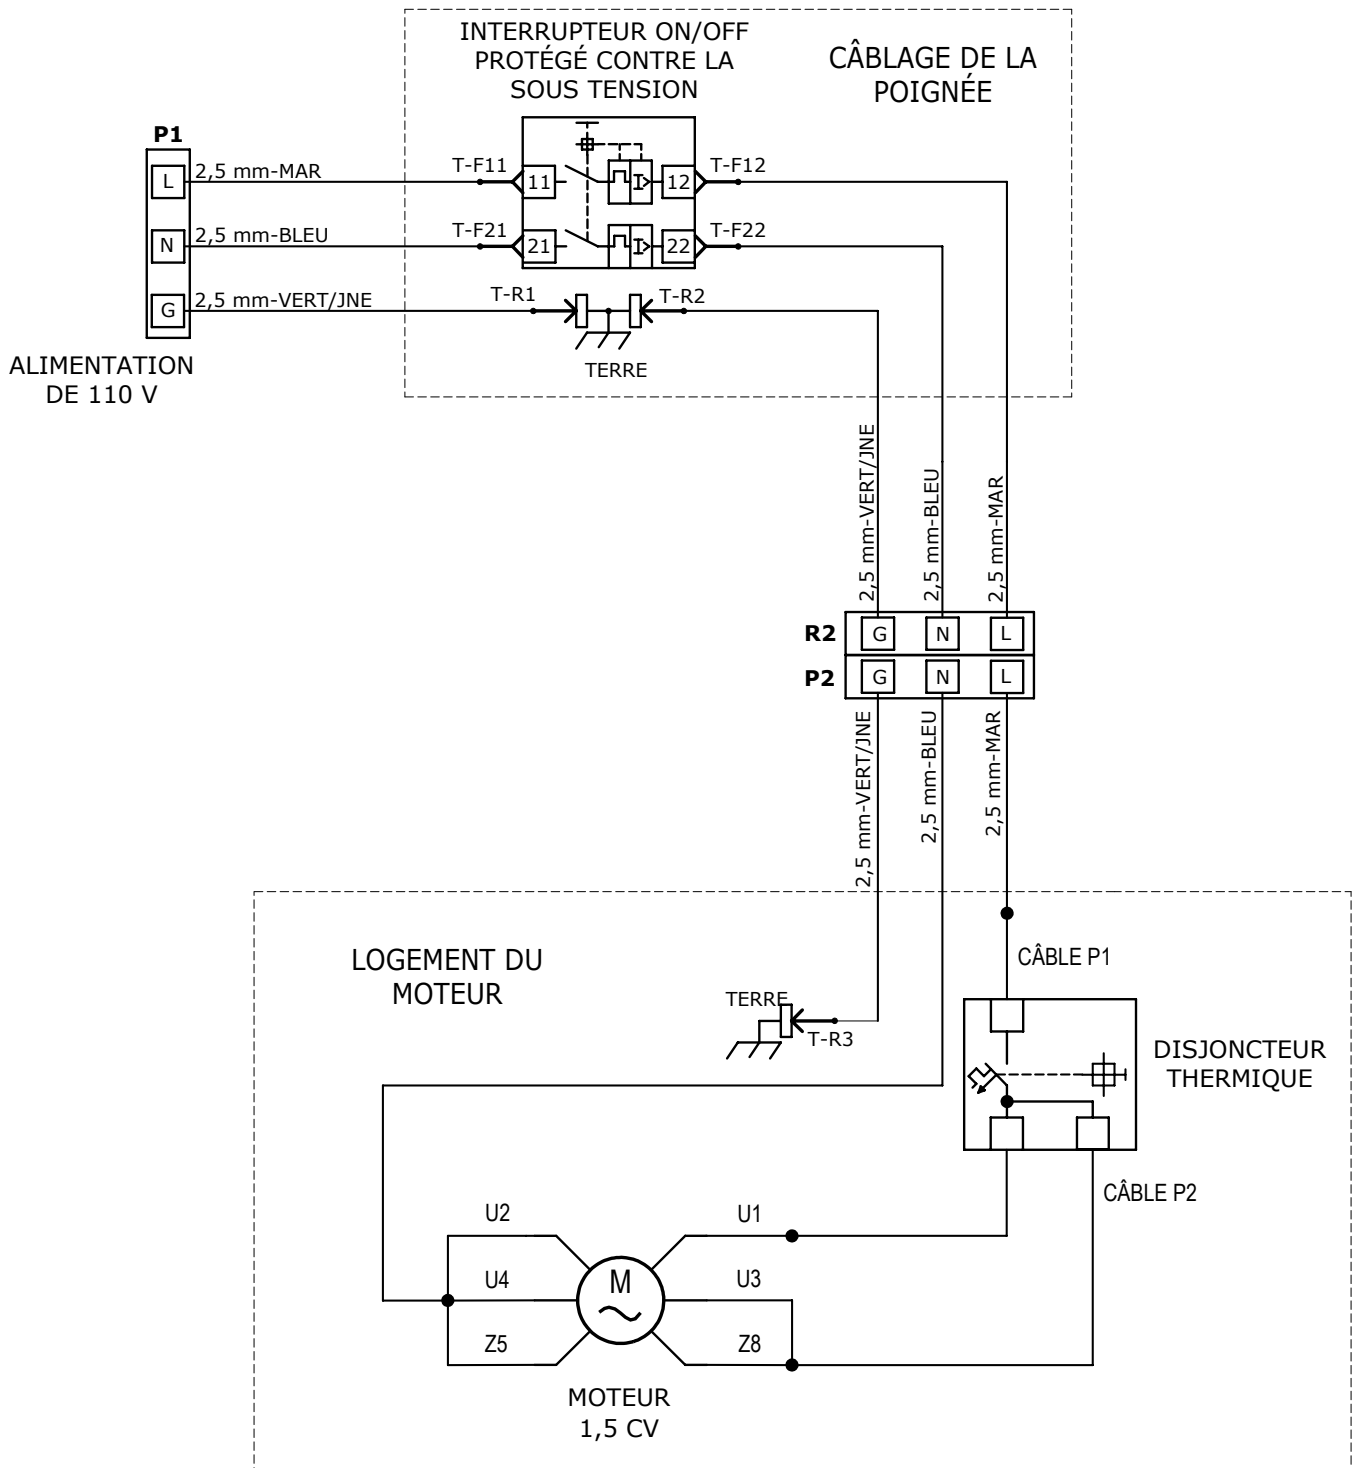 INTERRUPTEUR ON/OFF
PROTÉGÉ CONTRE LA
SOUS TENSION
CÂBLAGE DE LA
POIGNÉE
P1
L
2,5 mm-MAR
T-F11
11
12
T-F12
N
2,5 mm-BLEU
T-F21
21
22
T-F22
G
2,5 mm-VERT/JNE
T-R1
T-R2
TERRE
ALIMENTATION
DE 110 V
2,5 mm-VERT/JNE
2,5 mm-BLEU
2,5 mm-MAR
R2
G
N
L
P2
G
N
L
2,5 mm-VERT/JNE
2,5 mm-BLEU
2,5 mm-MAR
LOGEMENT DU
MOTEUR
CÂBLE P1
TERRE
T-R3
DISJONCTEUR
THERMIQUE
CÂBLE P2
U2
U1
U4
M
U3
Z5
Z8
MOTEUR
1,5 CV